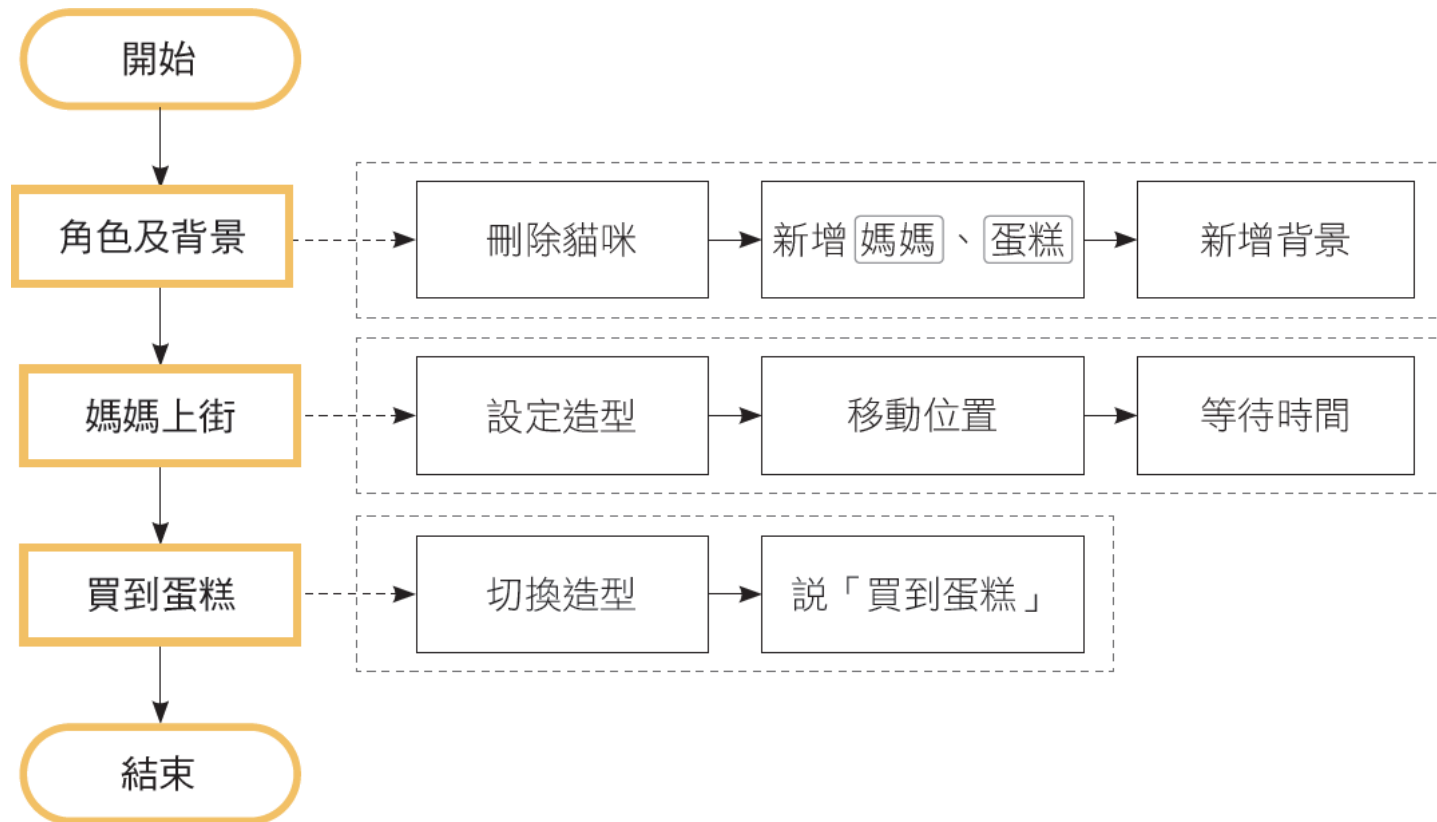 開始
角色及背景
刪除貓咪
新增 媽媽、蛋糕
新增背景
媽媽上街
設定造型
移動位置
等待時間
買到蛋糕
切換造型
説「買到蛋糕」
結束